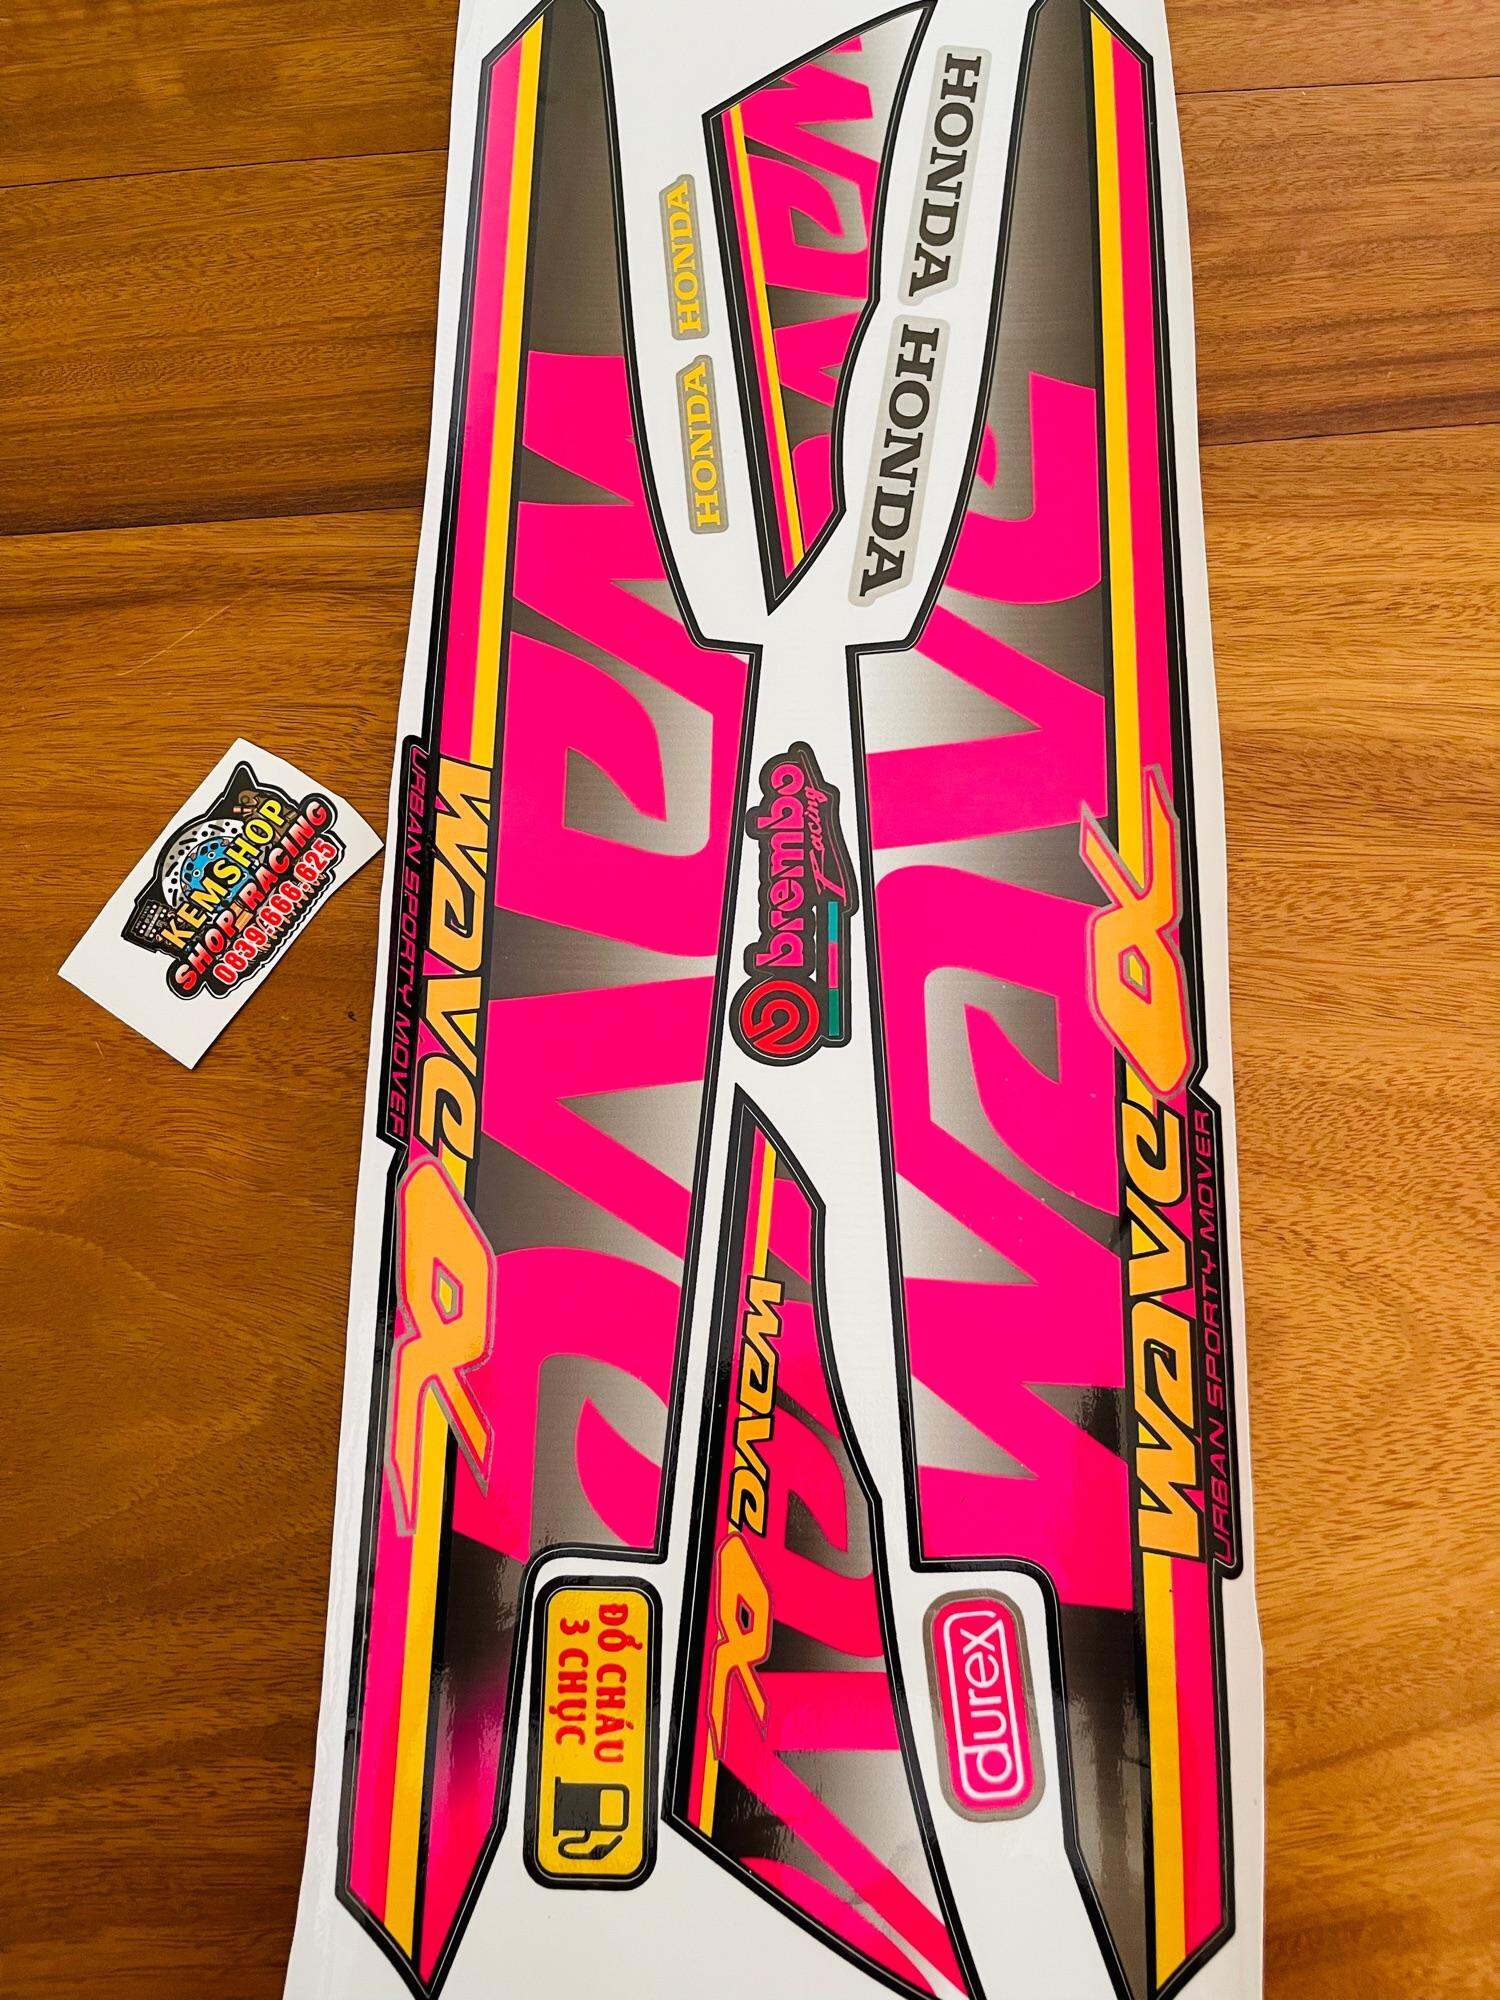 wave
HONDA
HONDA
HONDA
HONDA
wave
wave
URBAN SPORTY MOVER
wave α
brembo
Racing
KEMSHOP
SHOP RACING
0839.666.625
wave α
URBAN SPORTY MOVER
wave α
ĐỔ CHÁU
3 CHỤC
durex